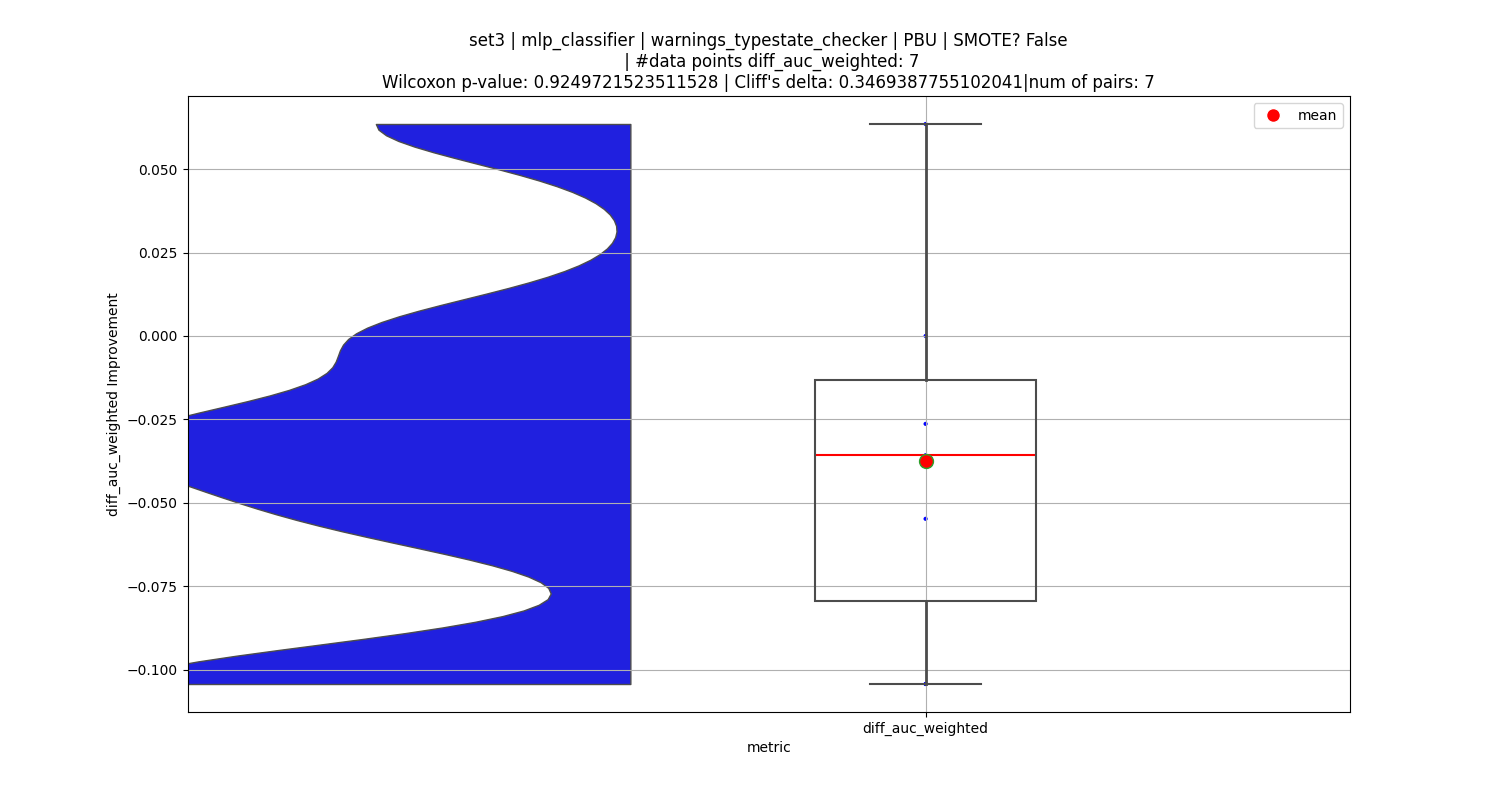 set3 | mlp_classifier | warnings_typestate_checker | PBU | SMOTE? False
| #data points diff_auc_weighted: 7
Wilcoxon p-value: 0.9249721523511528 | Cliff's delta: 0.3469387755102041|num of pairs: 7
mean
0.050
0.025
0.000
−0.025
−0.050
−0.075
−0.100
diff_auc_weighted Improvement
diff_auc_weighted
metric